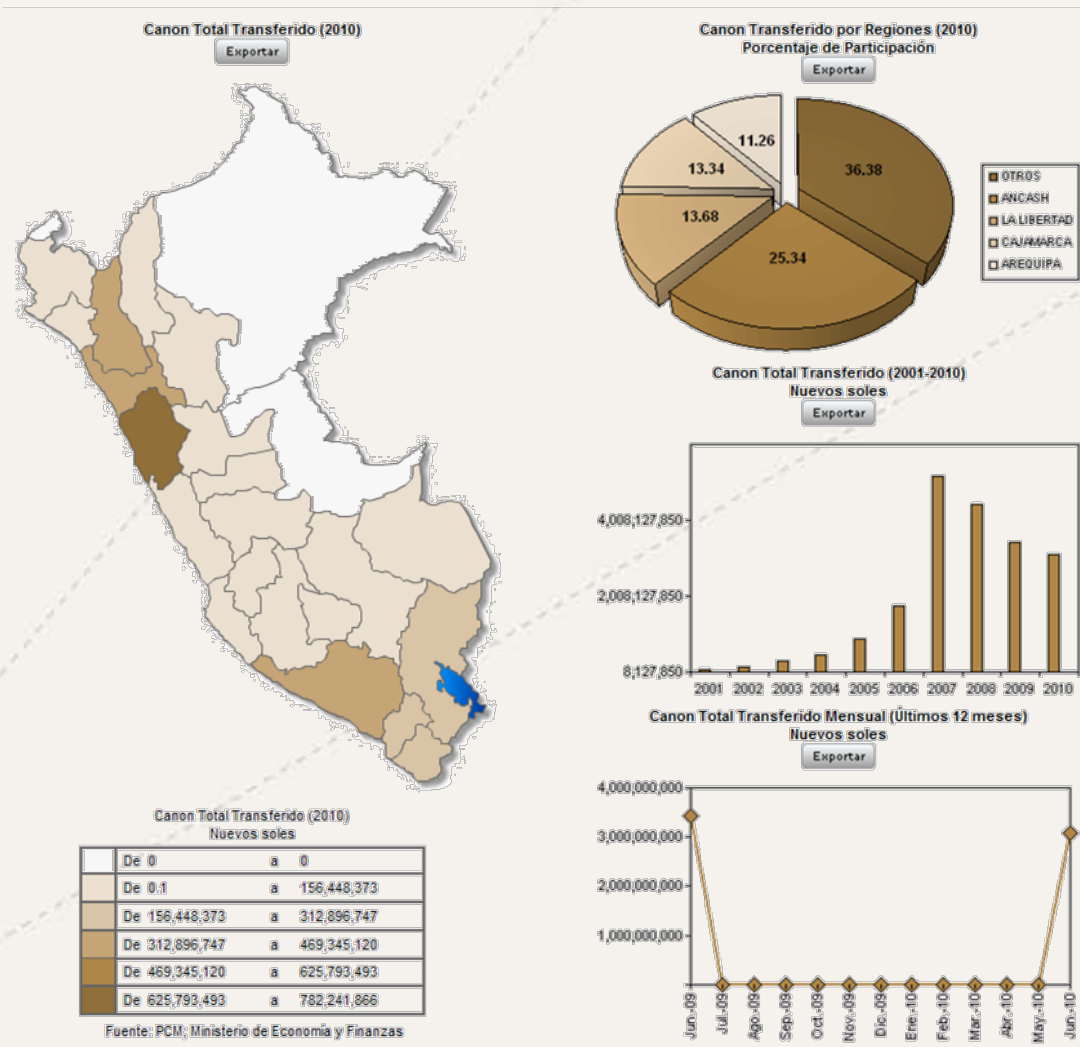 Canon Total Transferido (2010)
Exportar
Canon Transferido por Regiones (2010)
Porcentaje de Participación
Exportar
11.26
13.34
36.38
13.68
25.34
OTROS
ANCASH
LA LIBERTAD
CAJAMARCA
AREQUIPA
Canon Total Transferido (2001-2010)
Nuevos soles
Exportar
4,008,127,850
2,008,127,850
8,127,850
2001 2002 2003 2004 2005 2006 2007 2008 2009 2010
Canon Total Transferido Mensual (Últimos 12 meses)
Nuevos soles
Exportar
4,000,000,000
3,000,000,000
2,000,000,000
1,000,000,000
Jun.-09 Jul.-09 Ago.-09 Sep.-09 Oct.-09 Nov.-09 Dic.-09 Ene.-10 Feb.-10 Mar.-10 Abr.-10 May.-10 Jun.-10
Canon Total Transferido (2010)
Nuevos soles
De 0 a 0
De 0.1 a 156,448,373
De 156,448,373 a 312,896,747
De 312,896,747 a 469,345,120
De 469,345,120 a 625,793,493
De 625,793,493 a 782,241,866
Fuente: PCM; Ministerio de Economía y Finanzas